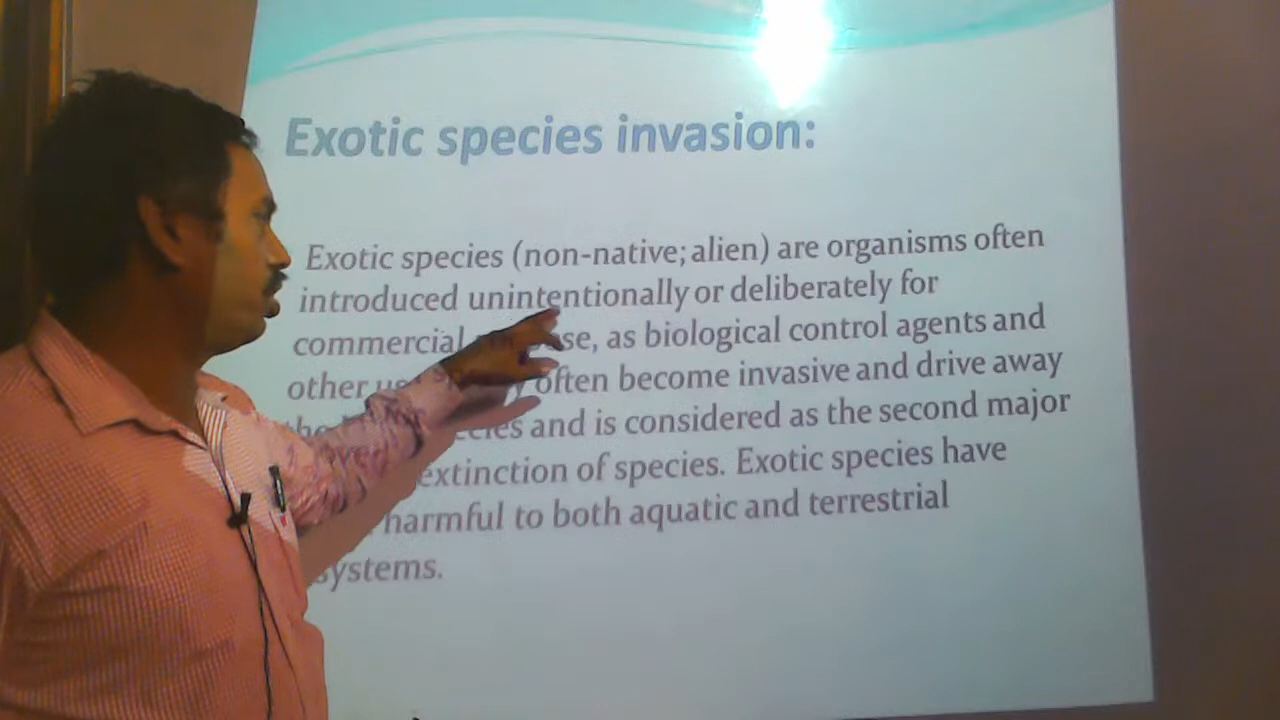 Exotic species invasion:
Exotic species (non-native; alien) are organisms often
introduced unintentionally or deliberately for
commercial as biological control agents and
other often become invasive and drive away
and is considered as the second major
extinction of species. Exotic species have
harmful to both aquatic and terrestrial
systems.